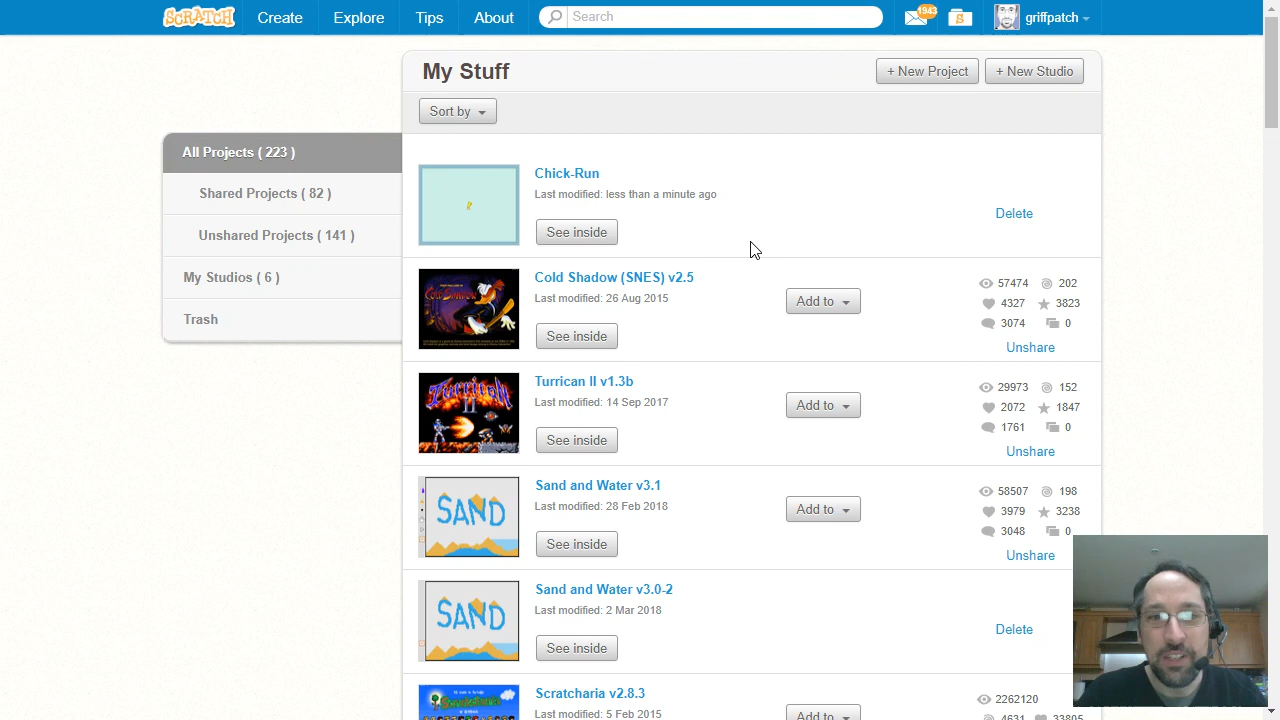 SCRATCH Create Explore Tips About Search 1943 griffpatch
My Stuff + New Project + New Studio
Sort by
All Projects ( 223 )
Shared Projects ( 82 )
Unshared Projects ( 141 )
My Studios ( 6 )
Trash
Chick-Run
Last modified: less than a minute ago
See inside
Delete
Cold Shadow (SNES) v2.5
Last modified: 26 Aug 2015
See inside
Add to
57474 202
4327 3823
3074 0
Unshare
Turrican II v1.3b
Last modified: 14 Sep 2017
See inside
Add to
29973 152
2072 1847
1761 0
Unshare
TURRICAN II
Sand and Water v3.1
Last modified: 28 Feb 2018
See inside
Add to
58507 198
3979 3238
3048 0
Unshare
SAND
Sand and Water v3.0-2
Last modified: 2 Mar 2018
See inside
Delete
SAND
Scratcharia v2.8.3
Last modified: 5 Feb 2015
Add to
2262120
4631 33805